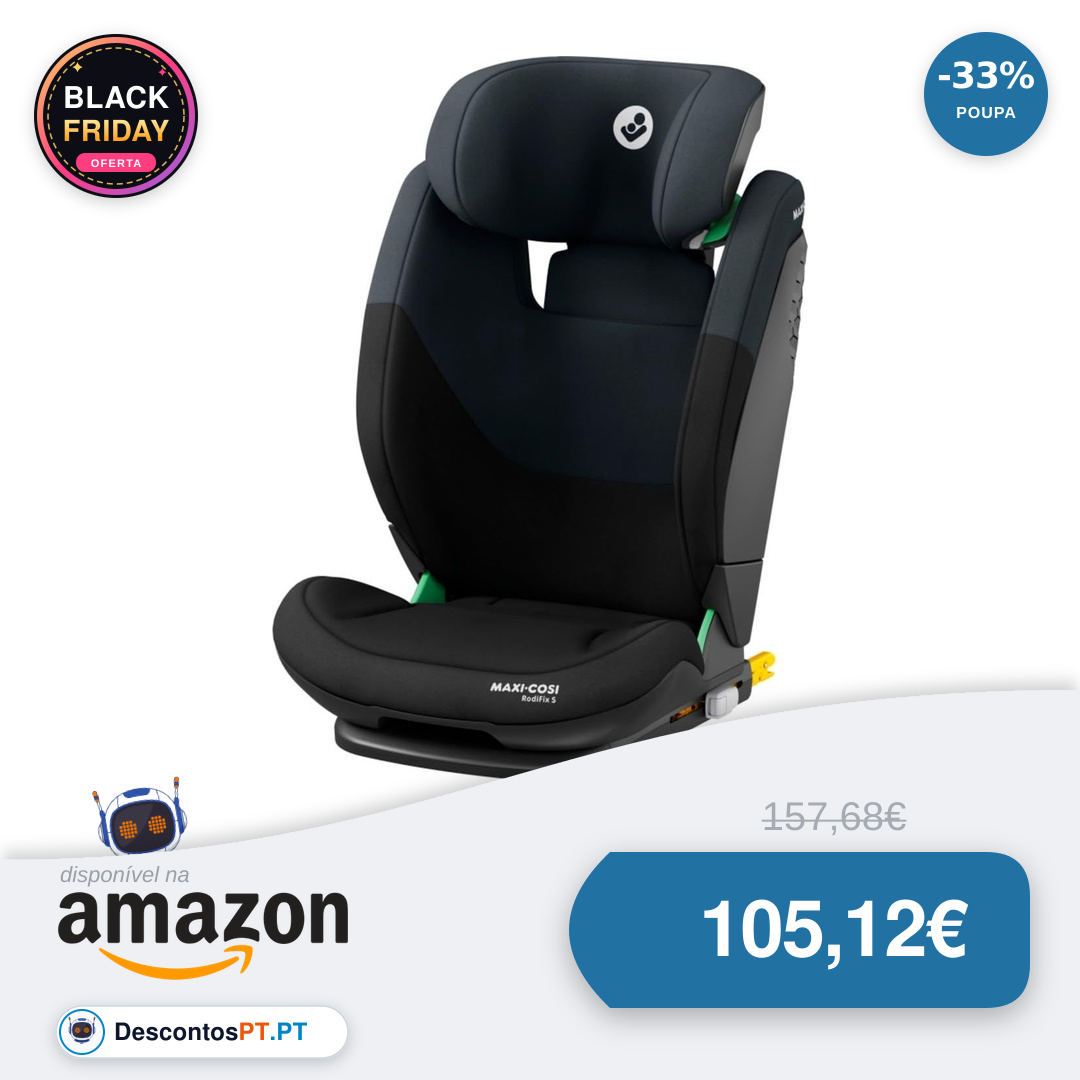 BLACK
FRIDAY
OFERTA
-33%
POUPA
MAXI-COSI
RodiFix S
157,68€
105,12€
disponível na
amazon
DescontosPT.PT